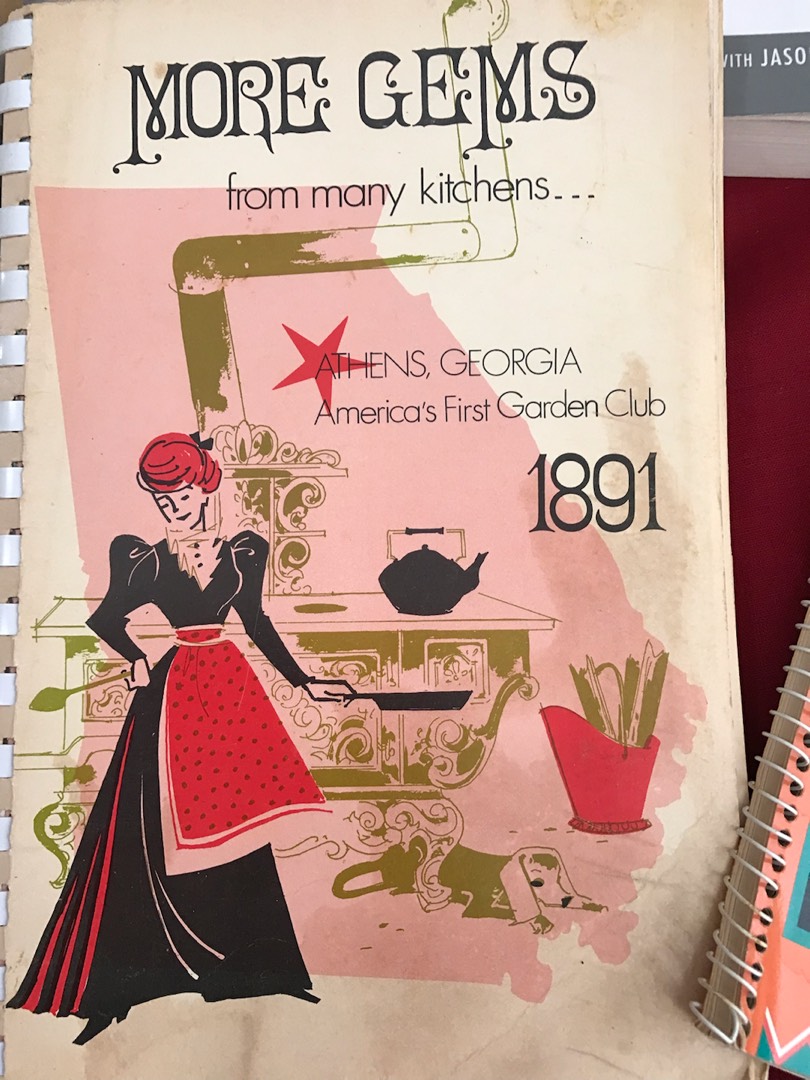 MORE GEMS
from many kitchens---
ATHENS, GEORGIA
America's First Garden Club
1891
WITH JASO